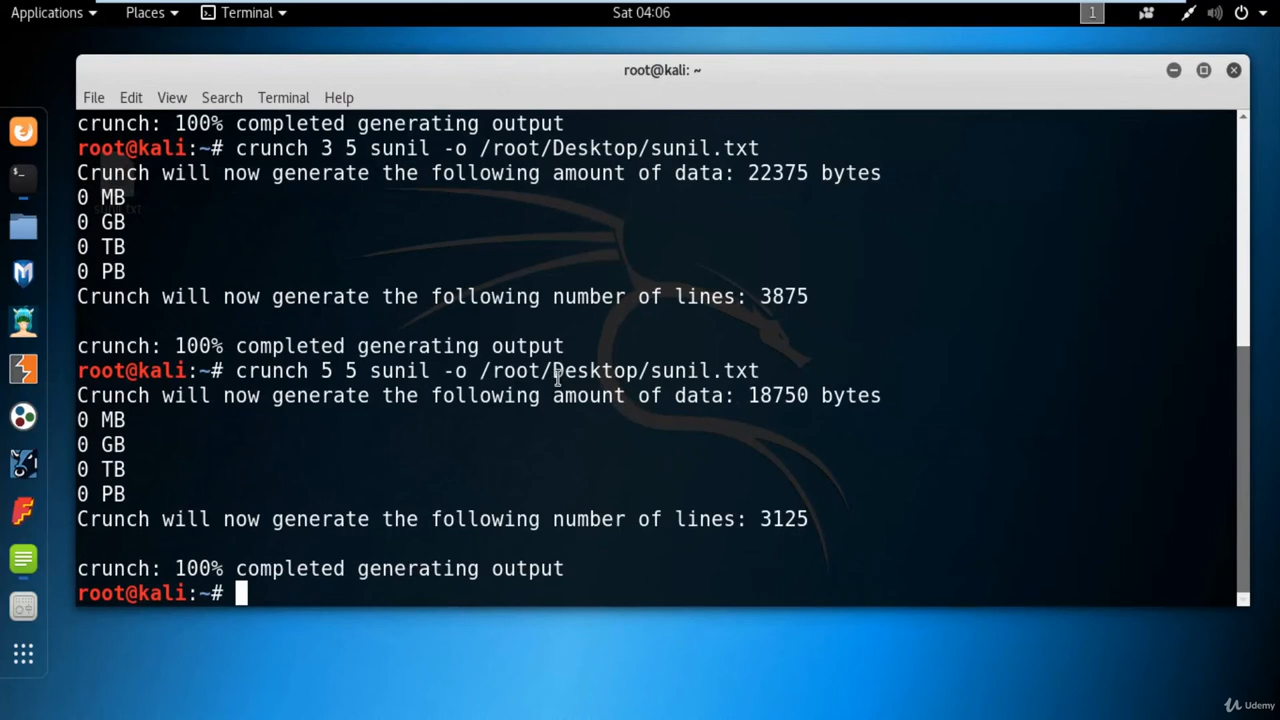 Applications Places Terminal Sat 04:06 1
root@kali: ~
File Edit View Search Terminal Help
crunch: 100% completed generating output
root@kali:~# crunch 3 5 sunil -o /root/Desktop/sunil.txt
Crunch will now generate the following amount of data: 22375 bytes
0 MB
0 GB
0 TB
0 PB
Crunch will now generate the following number of lines: 3875
crunch: 100% completed generating output
root@kali:~# crunch 5 5 sunil -o /root/Desktop/sunil.txt
Crunch will now generate the following amount of data: 18750 bytes
0 MB
0 GB
0 TB
0 PB
Crunch will now generate the following number of lines: 3125
crunch: 100% completed generating output
root@kali:~#
Udemy